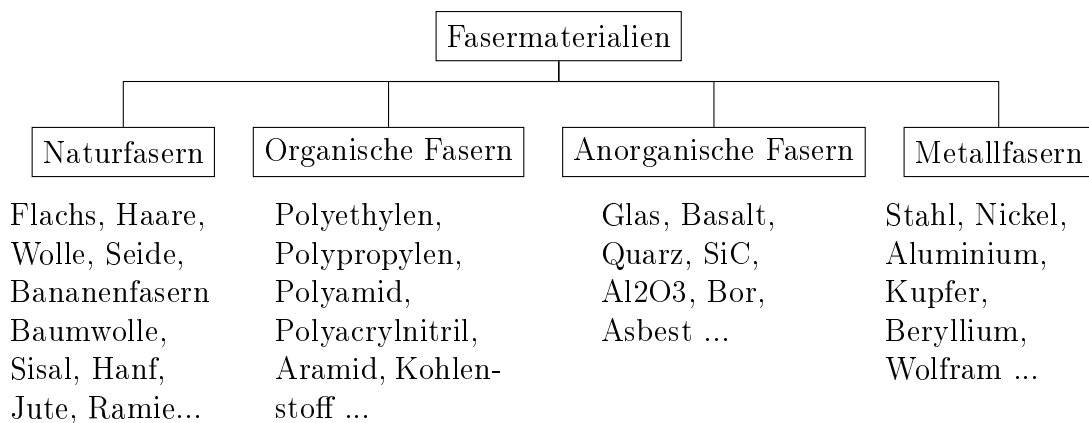 Fasermaterialien
Naturfasern
Organische Fasern
Anorganische Fasern
Metallfasern
Flachs, Haare,
Wolle, Seide,
Bananenfasern
Baumwolle,
Sisal, Hanf,
Jute, Ramie...
Polyethylen,
Polypropylen,
Polyamid,
Polyacrylnitril,
Aramid, Kohlen-
stoff ...
Glas, Basalt,
Quarz, SiC,
Al2O3, Bor,
Asbest ...
Stahl, Nickel,
Aluminium,
Kupfer,
Beryllium,
Wolfram ...